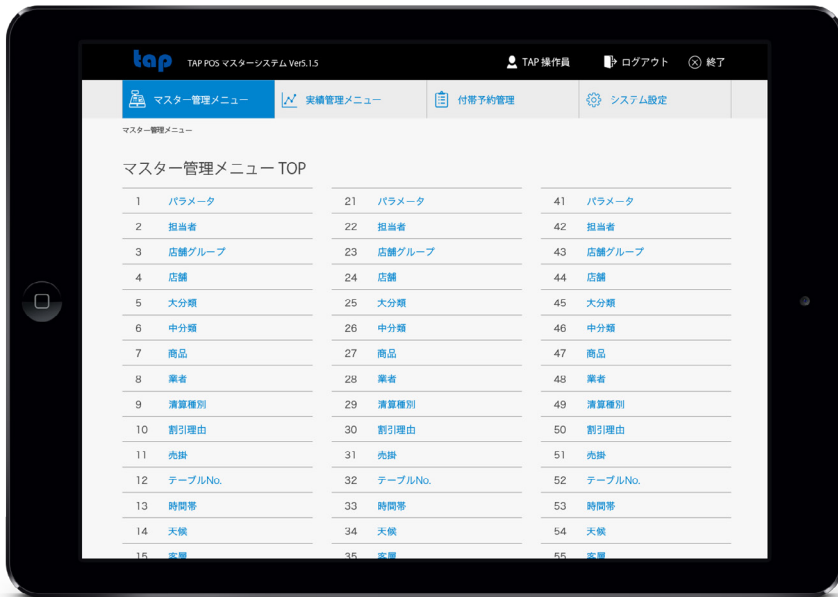 tap TAP POS マスターシステム Ver5.1.5 TAP 操作員 ログアウト 終了
マスター管理メニュー 実績管理メニュー 付帯予約管理 システム設定
マスター管理メニュー
マスター管理メニュー TOP
1 パラメータ 21 パラメータ 41 パラメータ
2 担当者 22 担当者 42 担当者
3 店舗グループ 23 店舗グループ 43 店舗グループ
4 店舗 24 店舗 44 店舗
5 大分類 25 大分類 45 大分類
6 中分類 26 中分類 46 中分類
7 商品 27 商品 47 商品
8 業者 28 業者 48 業者
9 清算種別 29 清算種別 49 清算種別
10 割引理由 30 割引理由 50 割引理由
11 売掛 31 売掛 51 売掛
12 テーブルNo. 32 テーブルNo. 52 テーブルNo.
13 時間帯 33 時間帯 53 時間帯
14 天候 34 天候 54 天候
15 客層 35 客層 55 客層